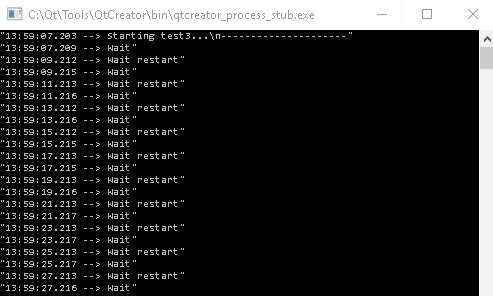 C:\Qt\Tools\QtCreator\bin\qtcreator_process_stub.exe
"13:59:07.203 --> Starting test3...\n---------------------"
"13:59:07.209 --> Wait"
"13:59:09.212 --> Wait restart"
"13:59:09.215 --> Wait"
"13:59:11.213 --> Wait restart"
"13:59:11.216 --> Wait"
"13:59:13.212 --> Wait restart"
"13:59:13.216 --> Wait"
"13:59:15.212 --> Wait restart"
"13:59:15.215 --> Wait"
"13:59:17.213 --> Wait restart"
"13:59:17.215 --> Wait"
"13:59:19.213 --> Wait restart"
"13:59:19.216 --> Wait"
"13:59:21.213 --> Wait restart"
"13:59:21.217 --> Wait"
"13:59:23.213 --> Wait restart"
"13:59:23.217 --> Wait"
"13:59:25.213 --> Wait restart"
"13:59:25.213 --> Wait"
"13:59:27.213 --> Wait restart"
"13:59:27.216 --> Wait"